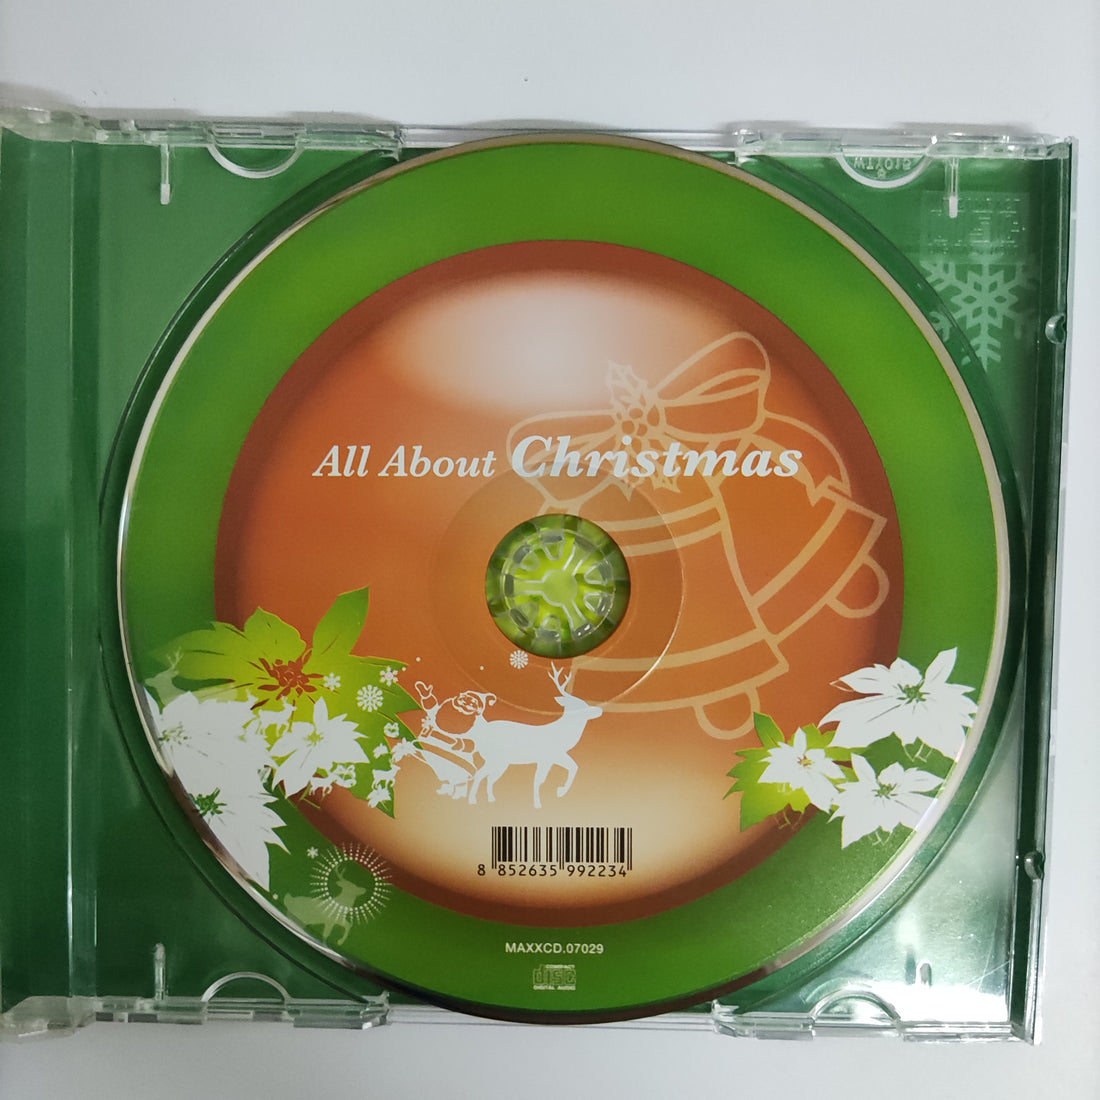 All About Christmas
8 852635 992234
MAXXCD.07029
COMPACT
disc
DIGITAL AUDIO